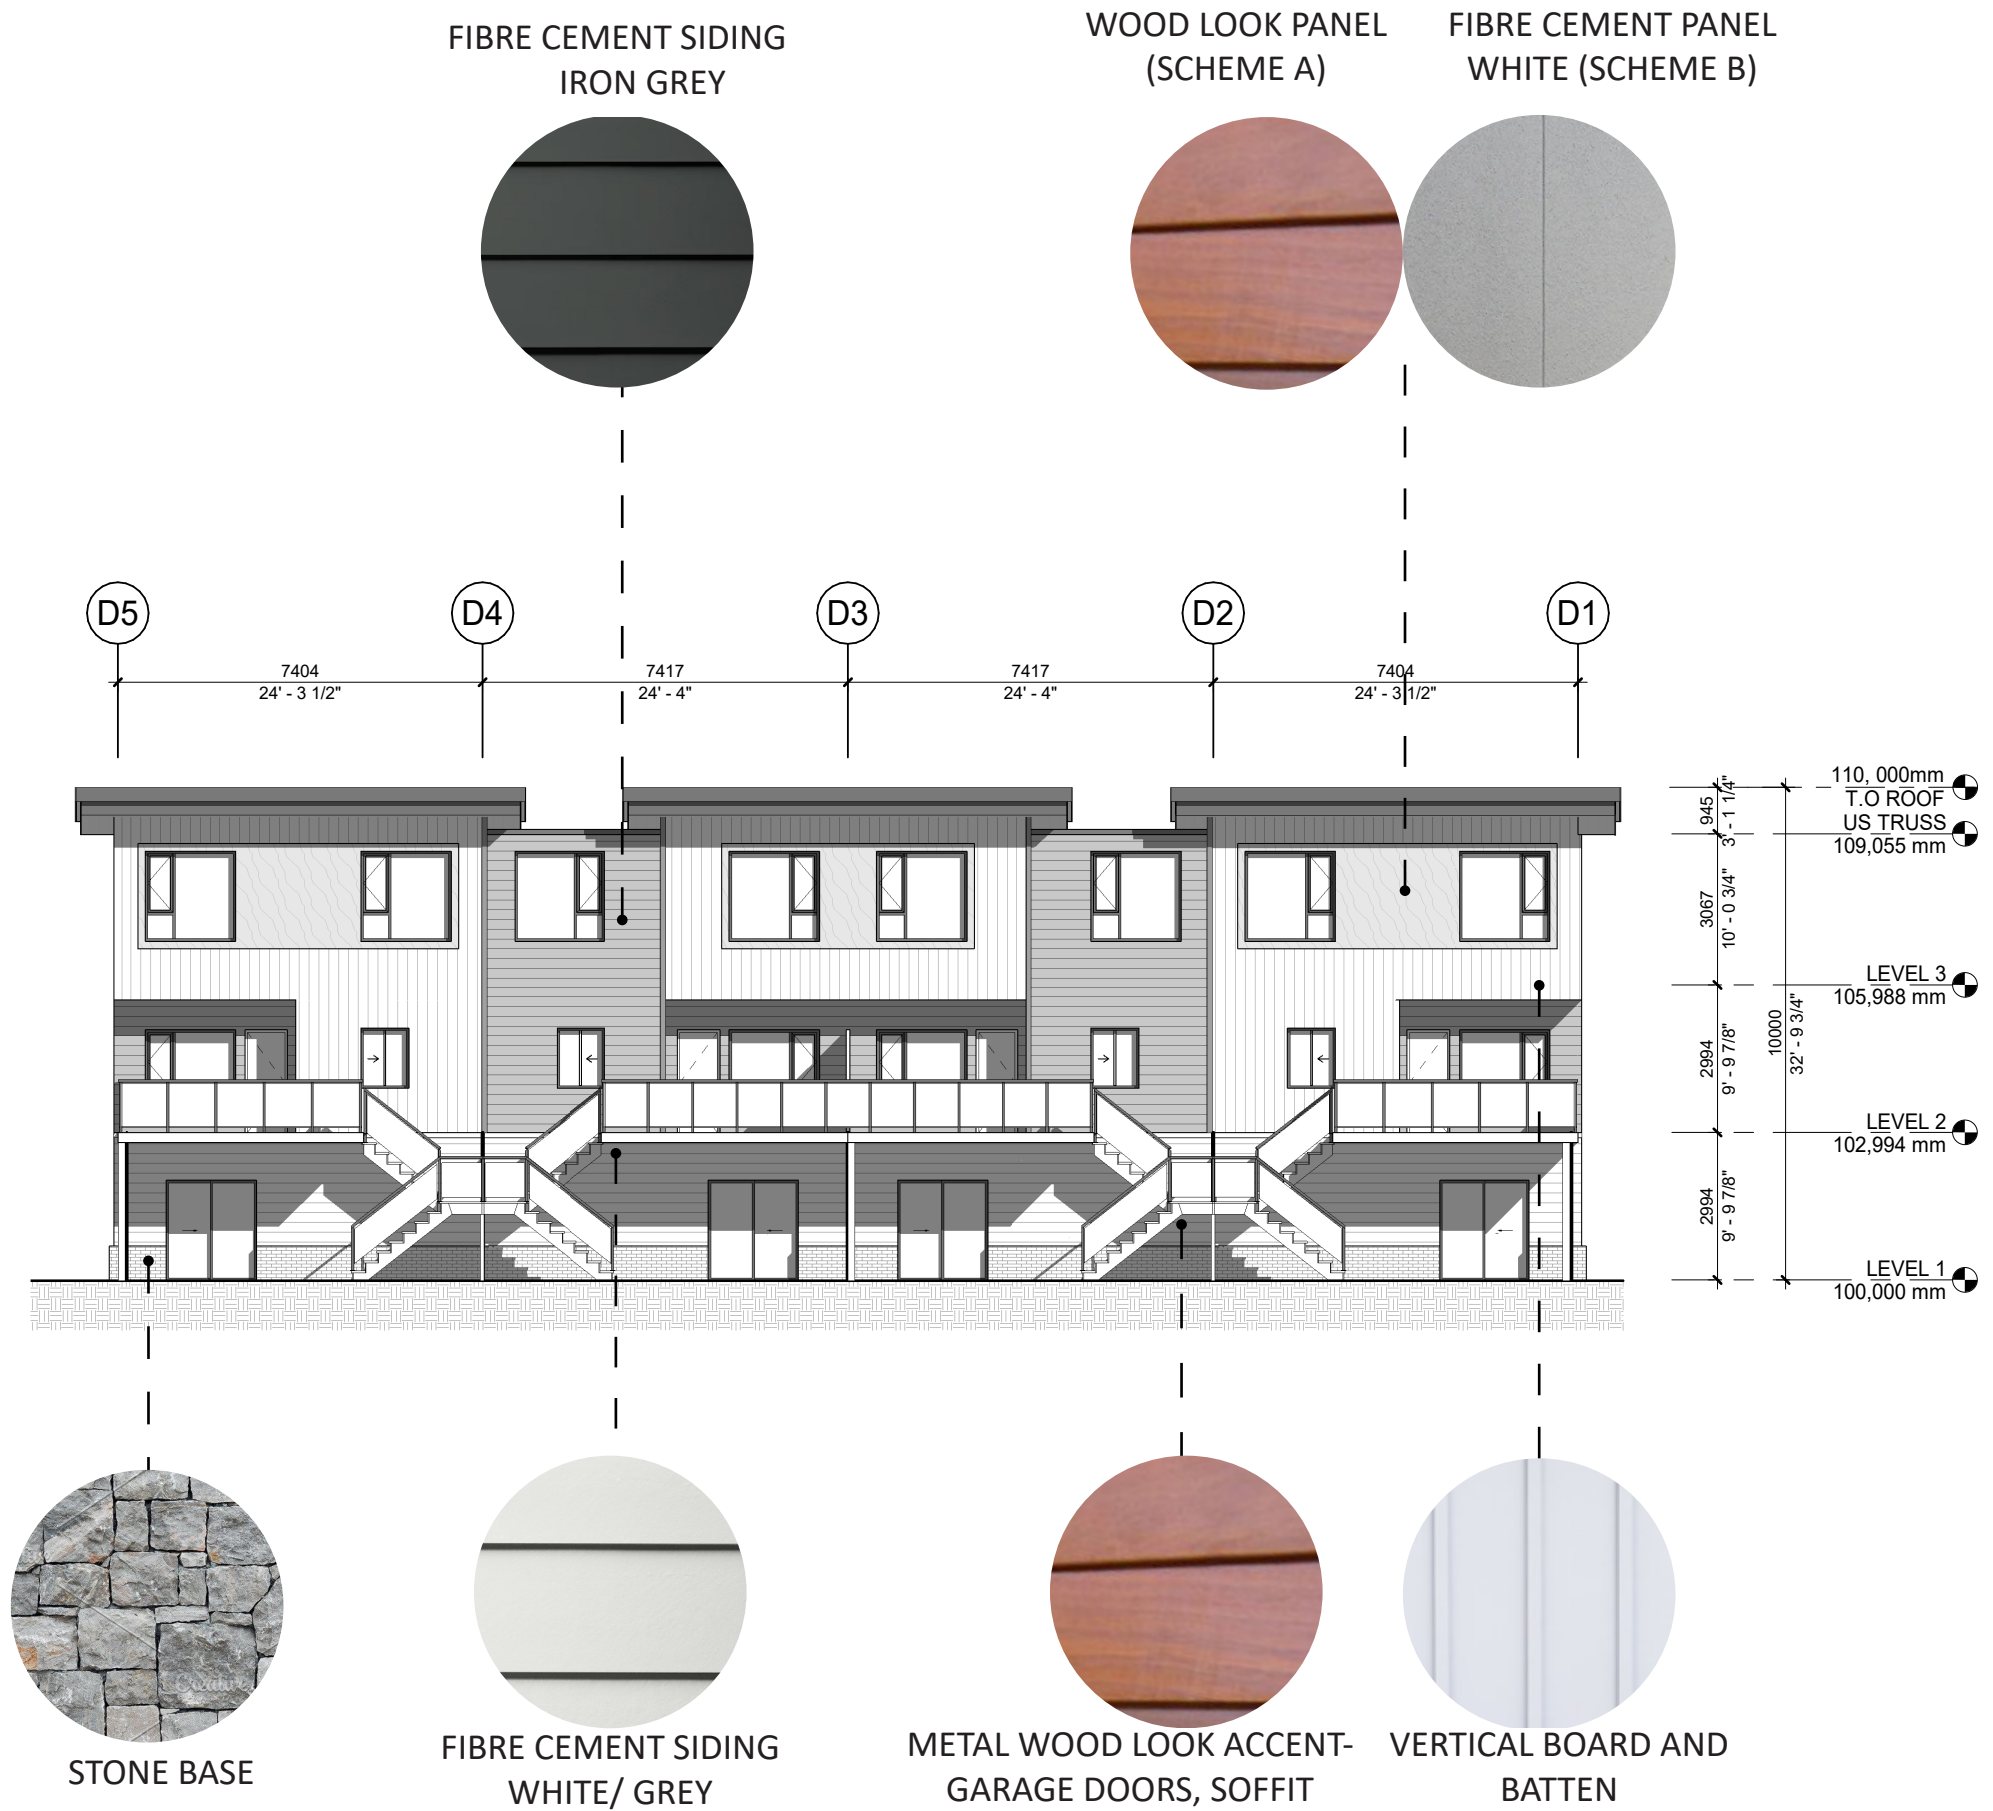 FIBRE CEMENT SIDING
IRON GREY
WOOD LOOK PANEL
(SCHEME A)
FIBRE CEMENT PANEL
WHITE (SCHEME B)
D5
D4
D3
D2
D1
7404
24' - 3 1/2"
7417
24' - 4"
7417
24' - 4"
7404
24' - 3 1/2"
110, 000mm
T.O ROOF
US TRUSS
109,055 mm
LEVEL 3
105,988 mm
LEVEL 2
102,994 mm
LEVEL 1
100,000 mm
945
3' - 1 1/4"
3067
10' - 0 3/4"
2994
9' - 9 7/8"
2994
9' - 9 7/8"
10000
32' - 9 3/4"
Creative
STONE BASE
FIBRE CEMENT SIDING
WHITE/ GREY
METAL WOOD LOOK ACCENT-
GARAGE DOORS, SOFFIT
VERTICAL BOARD AND
BATTEN